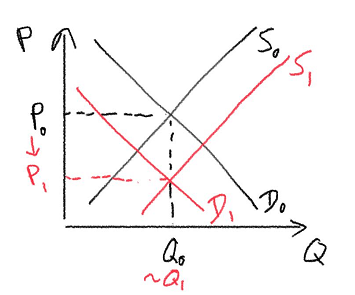 P
S₀
S₁
P₀
↓
P₁
D₁
D₀
Q₀
Q
~Q₁